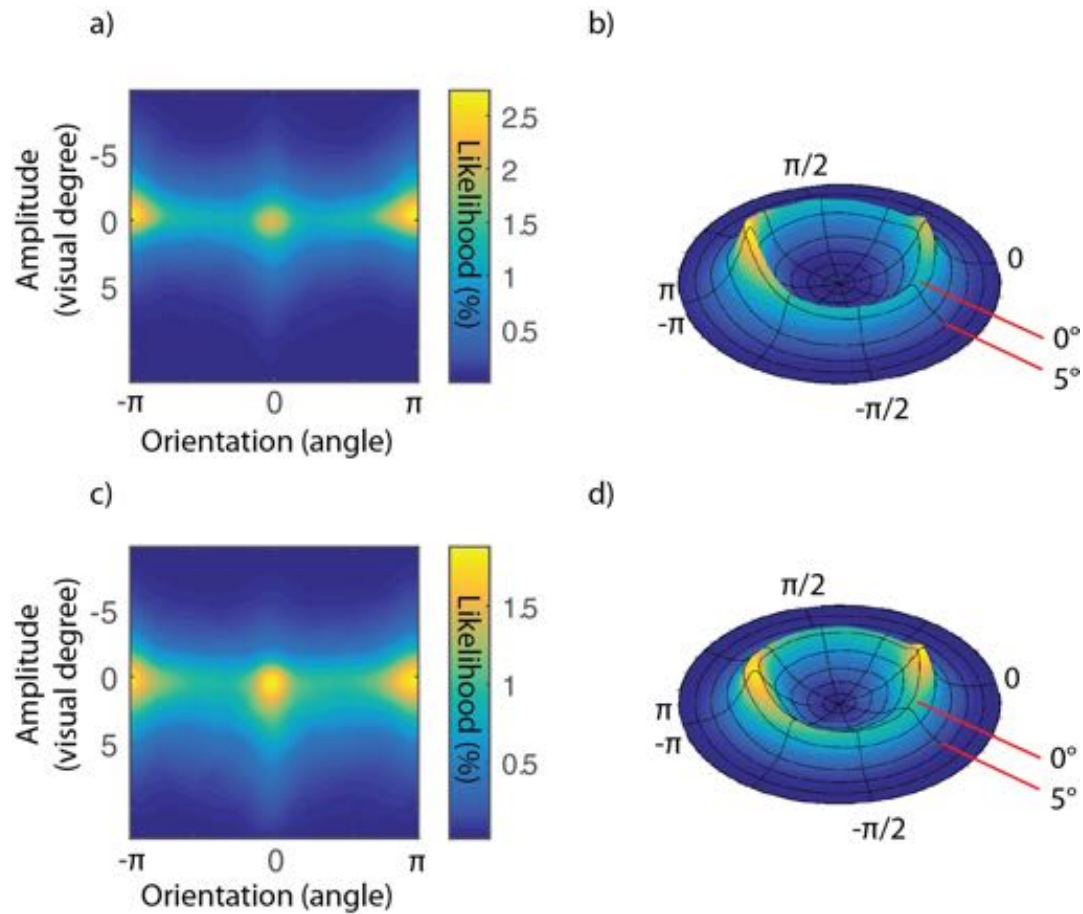 a)
Amplitude
(visual degree)
-5
0
5
-π
0
π
Orientation (angle)
Likelihood (%)
2.5
2
1.5
1
0.5
b)
π/2
0
π
-π
0°
5°
-π/2
c)
Amplitude
(visual degree)
-5
0
5
-π
0
π
Orientation (angle)
Likelihood (%)
1.5
1
0.5
d)
π/2
0
π
-π
0°
5°
-π/2